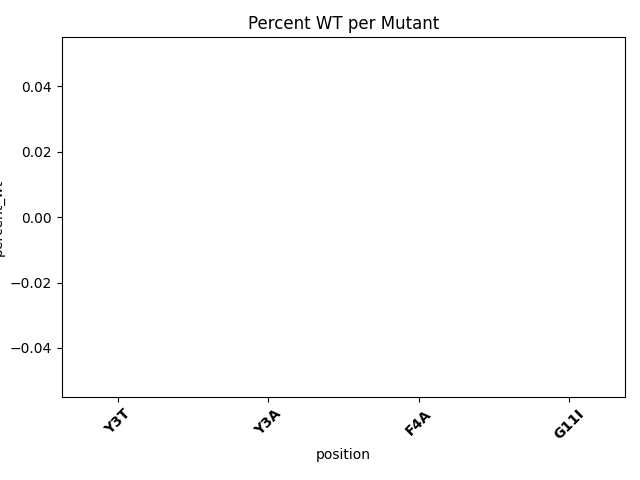 Percent WT per Mutant
0.04
0.02
0.00
−0.02
−0.04
percent_wt
Y3T
Y3A
F4A
G11I
position